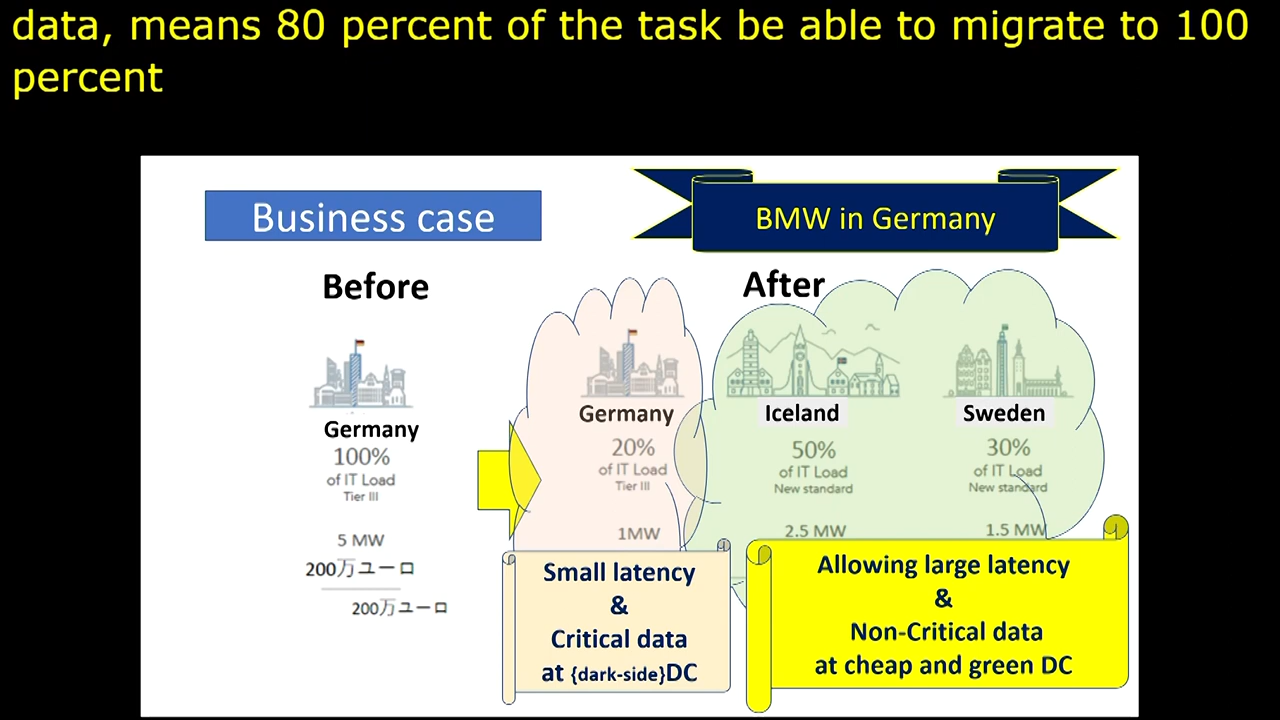 data, means 80 percent of the task be able to migrate to 100
percent
Business case
BMW in Germany
Before
After
Germany
100%
of IT Load
Tier III
5 MW
200万ユーロ
200万ユーロ
Germany
20%
of IT Load
Tier III
1MW
Iceland
50%
of IT Load
New standard
2.5 MW
Sweden
30%
of IT Load
New standard
1.5 MW
Small latency
&
Critical data
at {dark-side}DC
Allowing large latency
&
Non-Critical data
at cheap and green DC